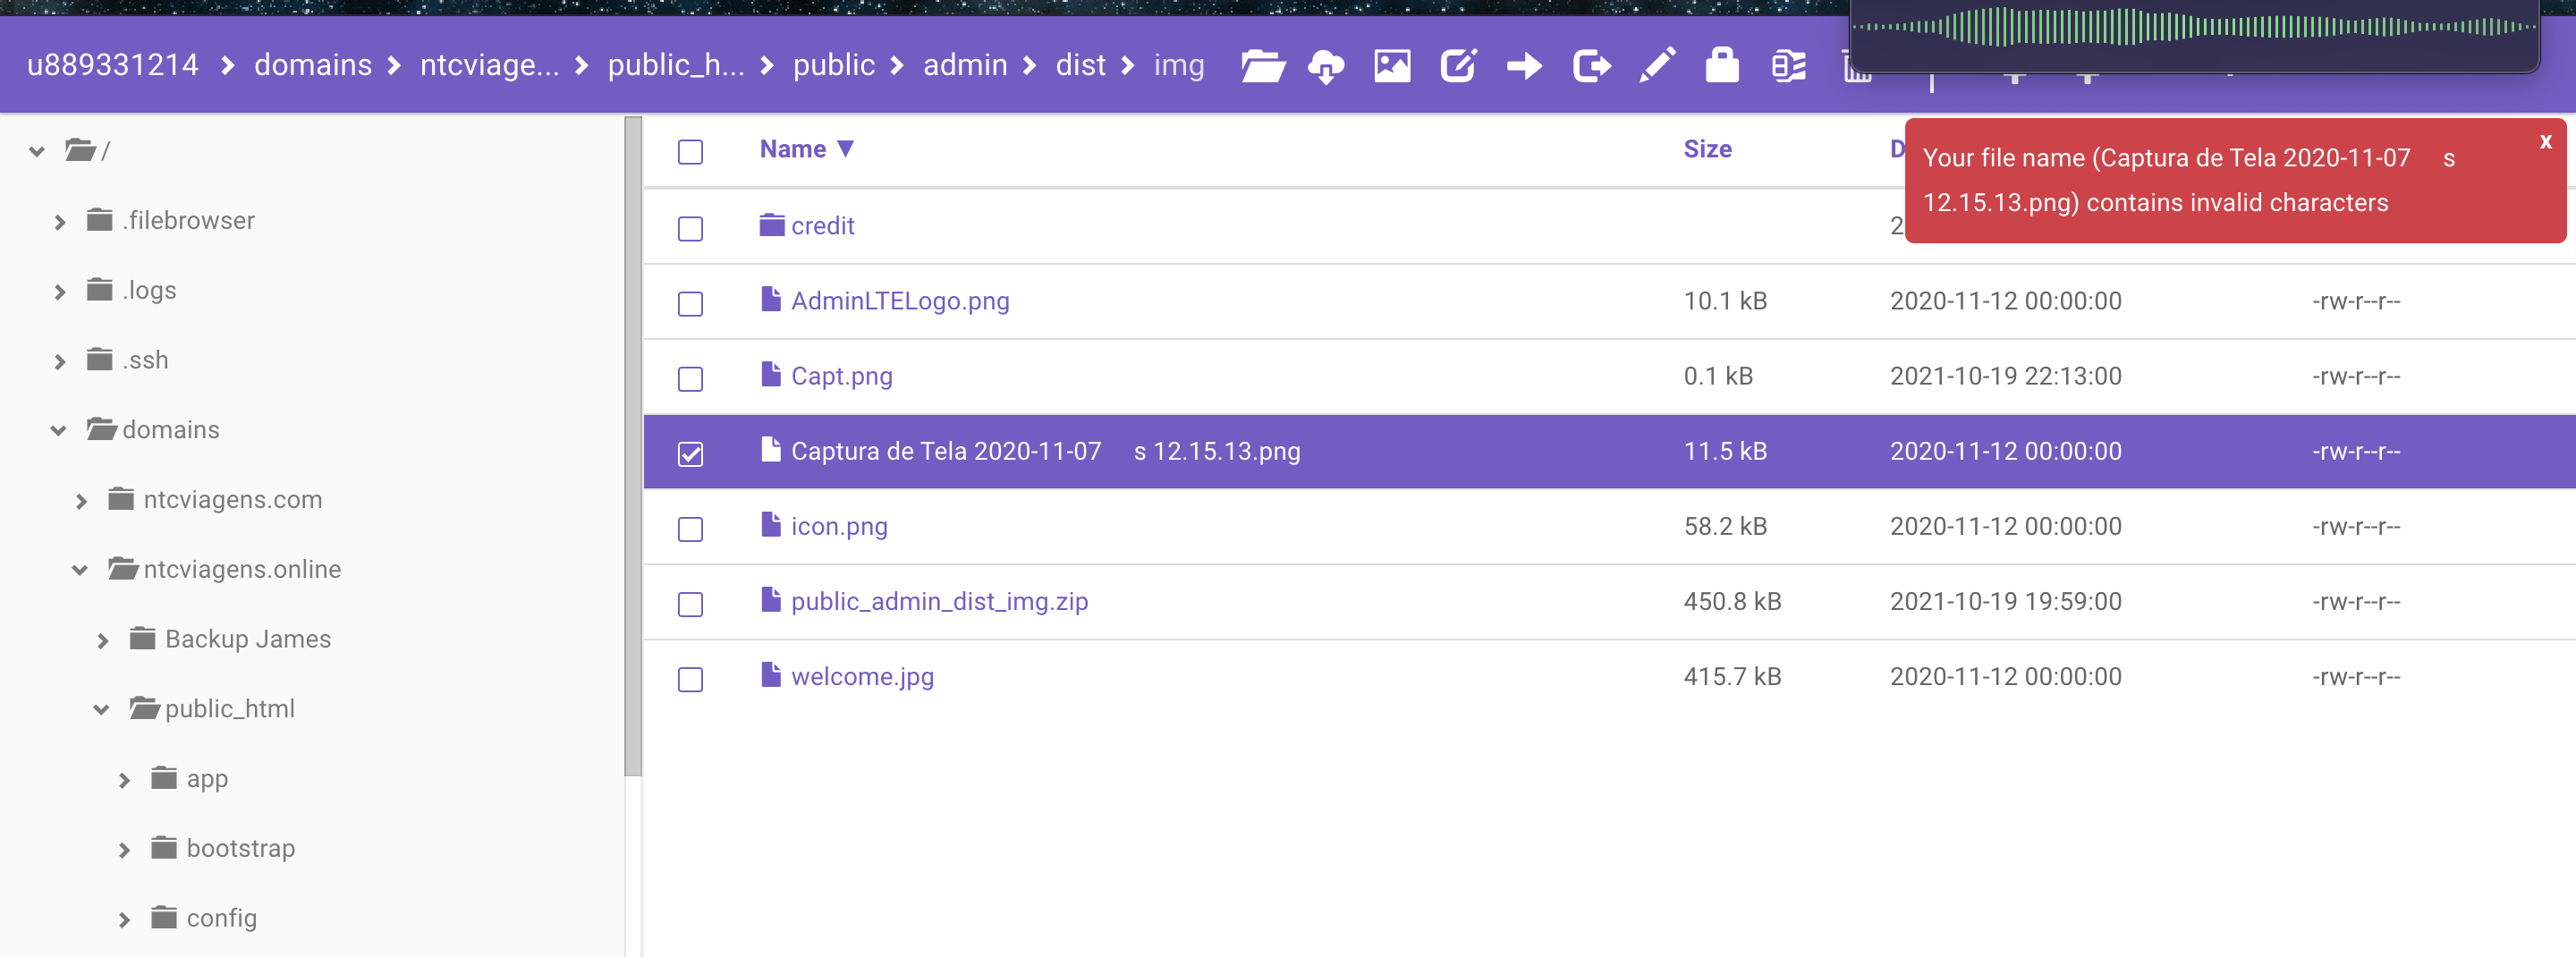 u889331214 domains ntcviage... public_h... public admin dist img
/
.filebrowser
.logs
.ssh
domains
ntcviagens.com
ntcviagens.online
Backup James
public_html
app
bootstrap
config
Name ▼ Size D
credit 2
AdminLTELogo.png 10.1 kB 2020-11-12 00:00:00 -rw-r--r--
Capt.png 0.1 kB 2021-10-19 22:13:00 -rw-r--r--
Captura de Tela 2020-11-07 s 12.15.13.png 11.5 kB 2020-11-12 00:00:00 -rw-r--r--
icon.png 58.2 kB 2020-11-12 00:00:00 -rw-r--r--
public_admin_dist_img.zip 450.8 kB 2021-10-19 19:59:00 -rw-r--r--
welcome.jpg 415.7 kB 2020-11-12 00:00:00 -rw-r--r--
Your file name (Captura de Tela 2020-11-07 s
12.15.13.png) contains invalid characters
x